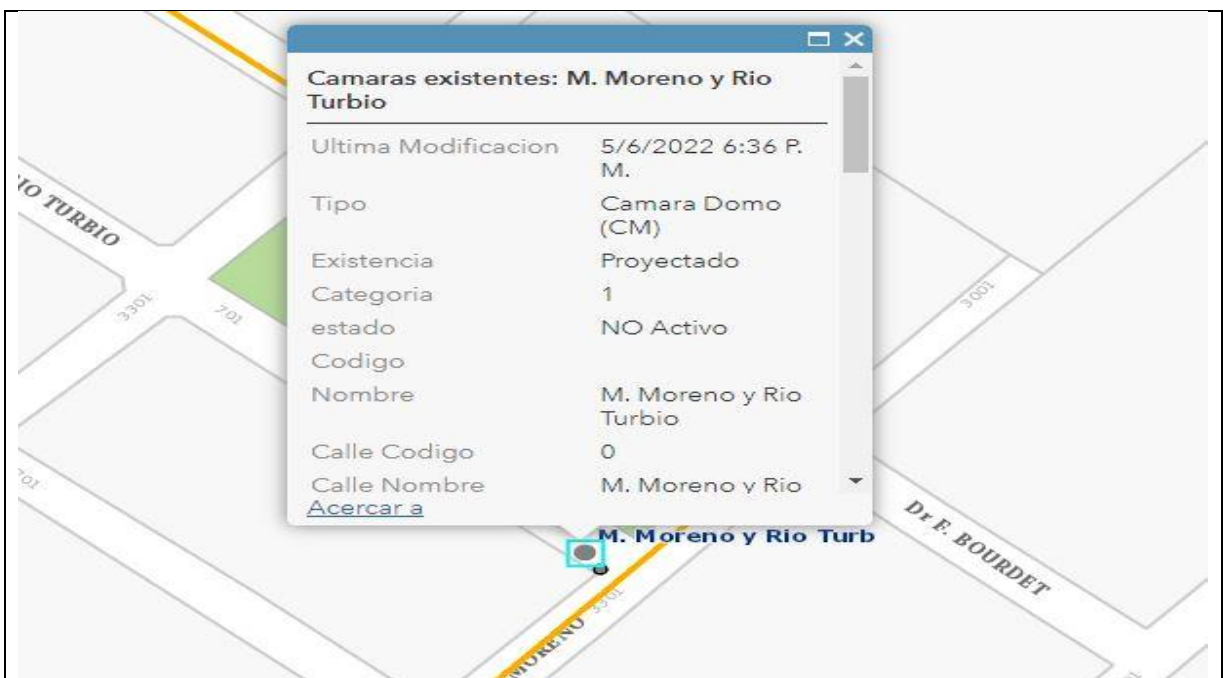 Camaras existentes: M. Moreno y Rio
Turbio
Ultima Modificacion 5/6/2022 6:36 P.
M.
Tipo Camara Domo
(CM)
Existencia Proyectado
Categoria 1
estado NO Activo
Codigo
Nombre M. Moreno y Rio
Turbio
Calle Codigo 0
Calle Nombre M. Moreno y Rio
Acercar a
IO TURBIO
3301
701
3001
701
M. Moreno y Rio Turb
Dr F. BOURDET
3301
MORENO